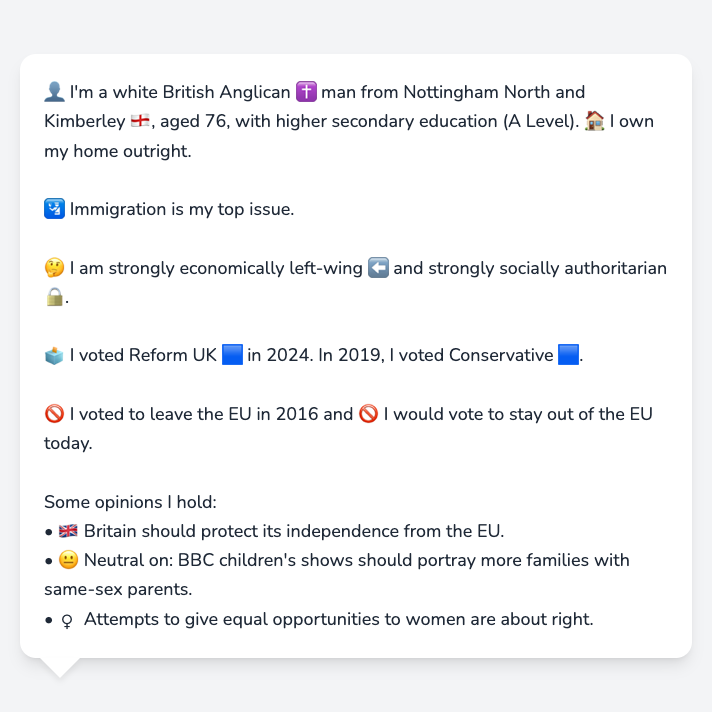 👤 I'm a white British Anglican ✝️ man from Nottingham North and
Kimberley 🏴󠁧󠁢󠁥󠁮󠁧󠁿, aged 76, with higher secondary education (A Level). 🏠 I own
my home outright.
🛂 Immigration is my top issue.
🤔 I am strongly economically left-wing ⬅️ and strongly socially authoritarian
🔒.
🗳️ I voted Reform UK 🟦 in 2024. In 2019, I voted Conservative 🟦.
🚫 I voted to leave the EU in 2016 and 🚫 I would vote to stay out of the EU
today.
Some opinions I hold:
• 🇬🇧 Britain should protect its independence from the EU.
• 😐 Neutral on: BBC children's shows should portray more families with
same-sex parents.
• ♀ Attempts to give equal opportunities to women are about right.